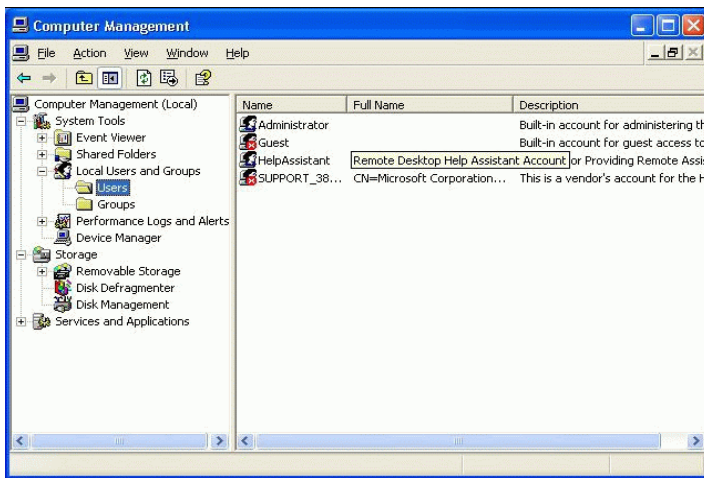 Computer Management
File Action View Window Help
Computer Management (Local)
System Tools
Event Viewer
Shared Folders
Local Users and Groups
Users
Groups
Performance Logs and Alerts
Device Manager
Storage
Removable Storage
Disk Defragmenter
Disk Management
Services and Applications
Name Full Name Description
Administrator Built-in account for administering th
Guest Built-in account for guest access to
HelpAssistant Remote Desktop Help Assistant Account or Providing Remote Assis
SUPPORT_38... CN=Microsoft Corporation... This is a vendor's account for the H